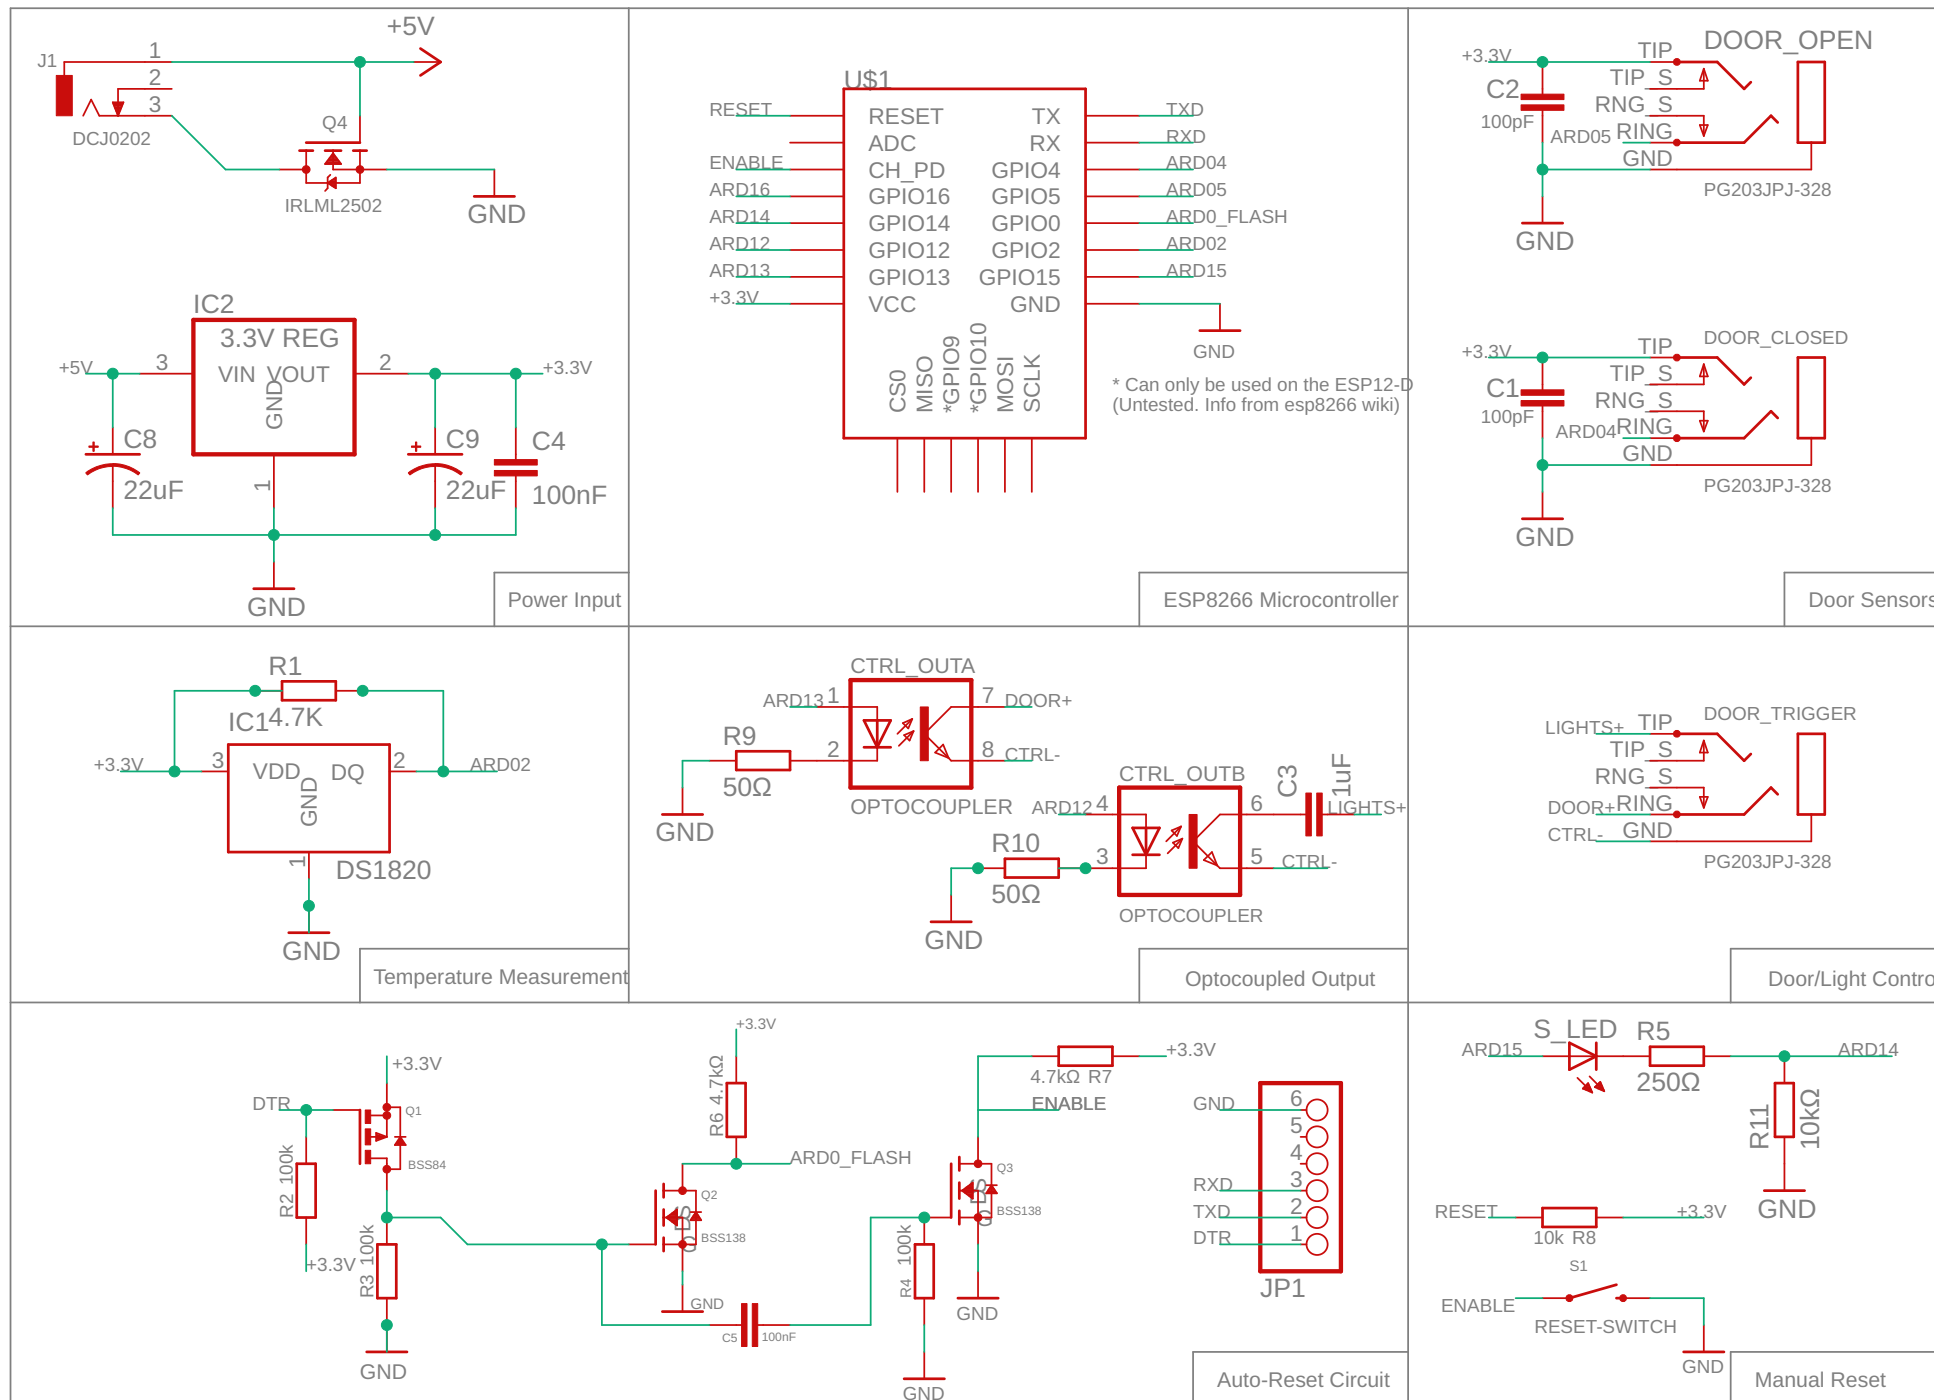 +5V
J1
1
2
3
DCJ0202
Q4
IRLML2502
GND
IC2
3.3V REG
+5V
3
VIN
VOUT
GND
2
+3.3V
1
+
C8
22uF
+
C9
22uF
C4
100nF
GND
Power Input
U$1
RESET
ENABLE
ARD16
ARD14
ARD12
ARD13
+3.3V
RESET
ADC
CH_PD
GPIO16
GPIO14
GPIO12
GPIO13
VCC
TX
RX
GPIO4
GPIO5
GPIO0
GPIO2
GPIO15
GND
TXD
RXD
ARD04
ARD05
ARD0_FLASH
ARD02
ARD15
GND
CS0
MISO
*GPIO9
*GPIO10
MOSI
SCLK
* Can only be used on the ESP12-D
(Untested. Info from esp8266 wiki)
ESP8266 Microcontroller
DOOR_OPEN
+3.3V
C2
100pF
ARD05
TIP
TIP_S
RNG_S
RING
GND
PG203JPJ-328
GND
DOOR_CLOSED
+3.3V
C1
100pF
ARD04
TIP
TIP_S
RNG_S
RING
GND
PG203JPJ-328
GND
Door Sensors
R1
4.7K
IC1
+3.3V
3
VDD
DQ
GND
2
ARD02
1
DS1820
GND
Temperature Measurement
CTRL_OUTA
ARD13
1
2
7
DOOR+
8
CTRL-
R9
50Ω
OPTOCOUPLER
GND
CTRL_OUTB
ARD12
4
3
6
5
CTRL-
C3
1uF
LIGHTS+
R10
50Ω
OPTOCOUPLER
GND
Optocoupled Output
DOOR_TRIGGER
LIGHTS+
DOOR+
CTRL-
TIP
TIP_S
RNG_S
RING
GND
PG203JPJ-328
Door/Light Contro
+3.3V
DTR
Q1
BSS84
R2 100k
+3.3V
R3 100k
GND
+3.3V
R6 4.7kΩ
ARD0_FLASH
Q2
BSS138
GND
C5
100nF
R4 100k
GND
4.7kΩ R7
+3.3V
ENABLE
Q3
BSS138
GND
GND
RXD
TXD
DTR
6
5
4
3
2
1
JP1
Auto-Reset Circuit
S_LED
R5
ARD15
250Ω
ARD14
R11
10kΩ
GND
RESET
10k R8
+3.3V
S1
ENABLE
RESET-SWITCH
GND
Manual Reset